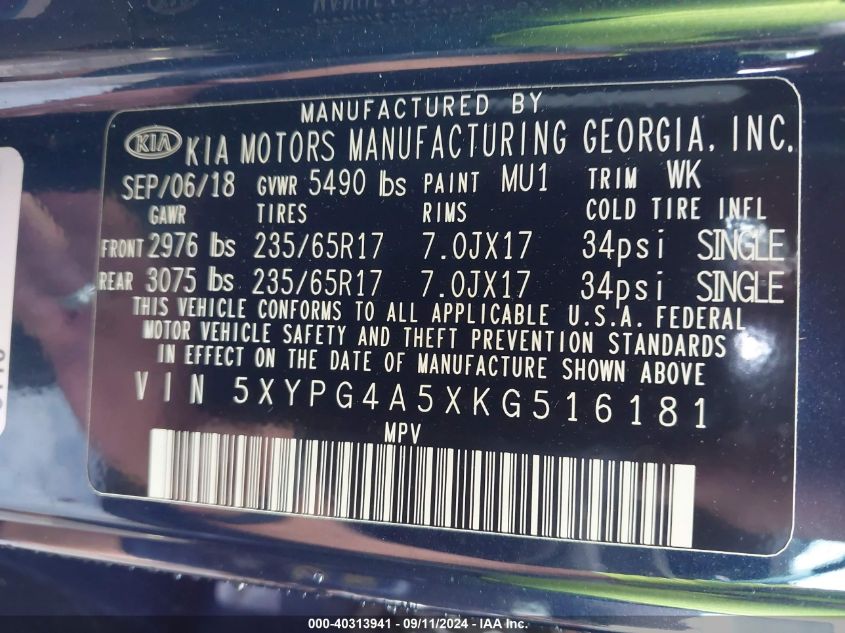 MANUFACTURED BY
KIA KIA MOTORS MANUFACTURING GEORGIA, INC.
SEP/06/18 GVWR 5490 lbs PAINT MU1 TRIM WK
GAWR TIRES RIMS COLD TIRE INFL
FRONT 2976 lbs 235/65R17 7.0JX17 34psi SINGLE
REAR 3075 lbs 235/65R17 7.0JX17 34psi SINGLE
THIS VEHICLE CONFORMS TO ALL APPLICABLE U.S.A. FEDERAL
MOTOR VEHICLE SAFETY AND THEFT PREVENTION STANDARDS
IN EFFECT ON THE DATE OF MANUFACTURE SHOWN ABOVE
VIN 5XYPG4A5XKG516181
MPV
000-40313941 - 09/11/2024 - IAA Inc.